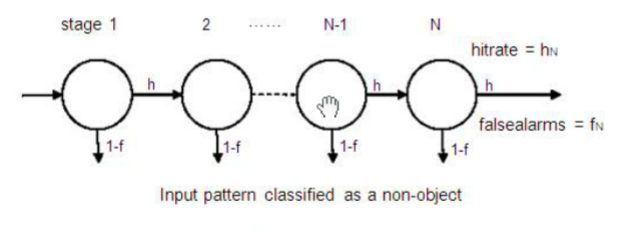 stage 1 2 ...... N-1 N
hitrate = hN
h h h
falsealarms = fN
1-f 1-f 1-f 1-f
Input pattern classified as a non-object